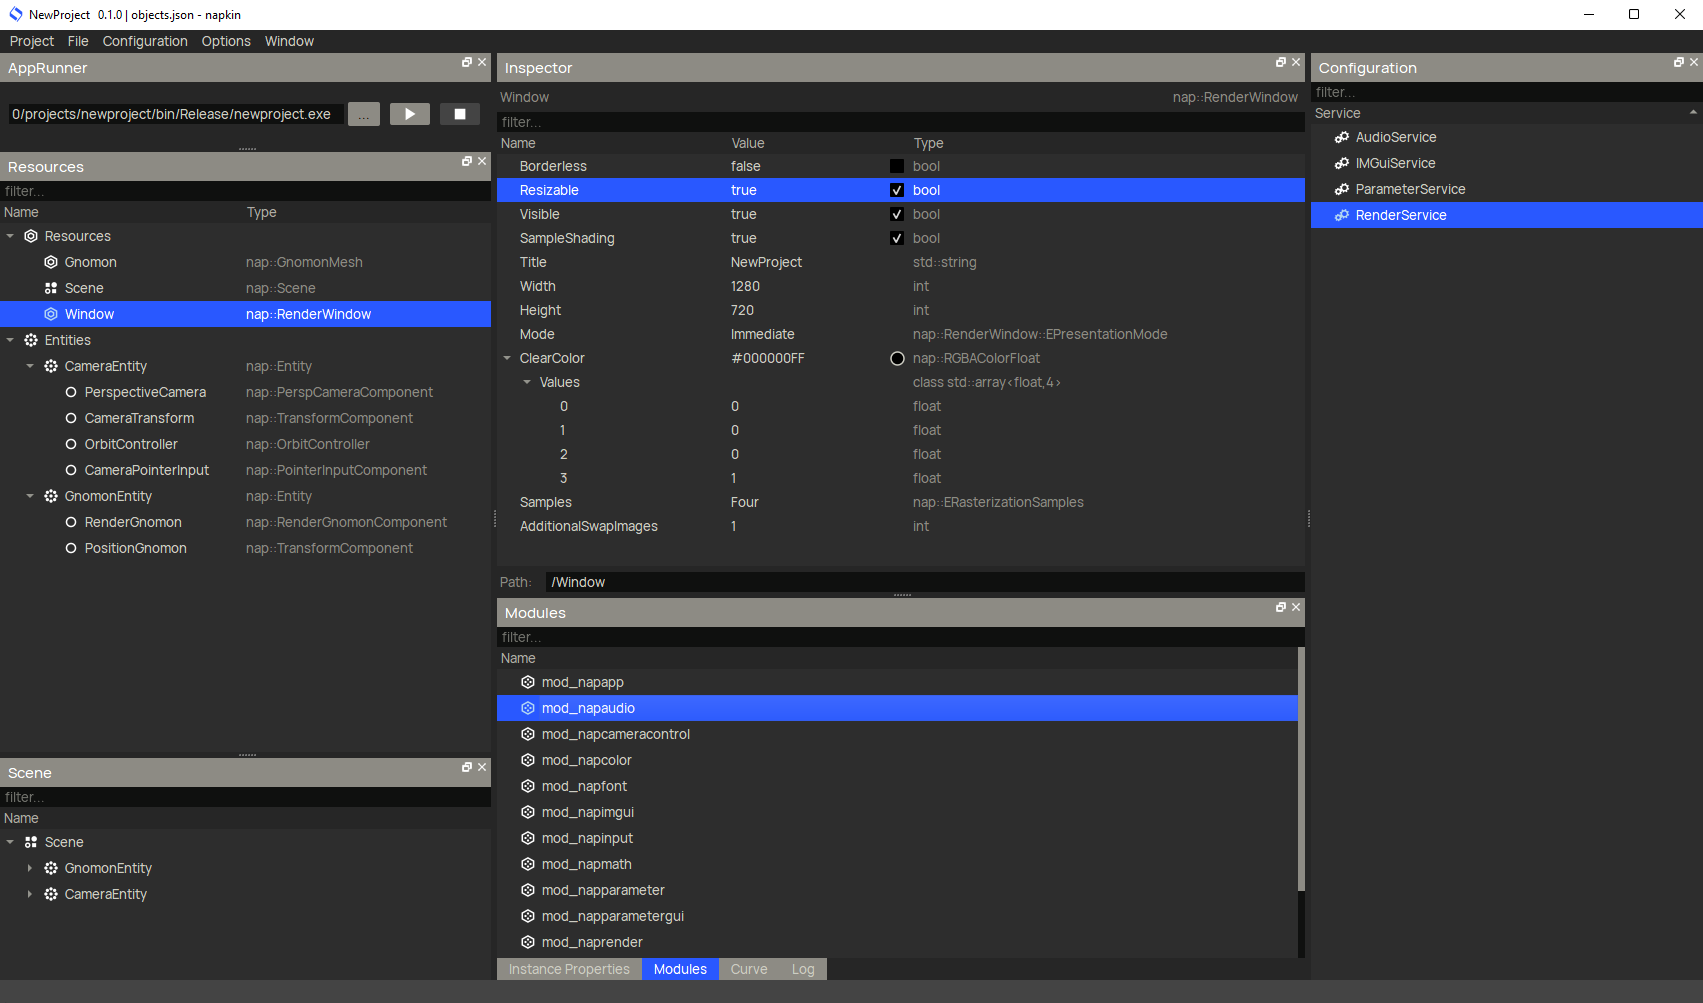 NewProject 0.1.0 | objects.json - napkin
Project File Configuration Options Window
AppRunner
0/projects/newproject/bin/Release/newproject.exe ...
Resources
filter...
Name Type
Resources
Gnomon nap::GnomonMesh
Scene nap::Scene
Window nap::RenderWindow
Entities
CameraEntity nap::Entity
PerspectiveCamera nap::PerspCameraComponent
CameraTransform nap::TransformComponent
OrbitController nap::OrbitController
CameraPointerInput nap::PointerInputComponent
GnomonEntity nap::Entity
RenderGnomon nap::RenderGnomonComponent
PositionGnomon nap::TransformComponent
Scene
filter...
Name
Scene
GnomonEntity
CameraEntity
Inspector
Window nap::RenderWindow
filter...
Name Value Type
Borderless false bool
Resizable true bool
Visible true bool
SampleShading true bool
Title NewProject std::string
Width 1280 int
Height 720 int
Mode Immediate nap::RenderWindow::EPresentationMode
ClearColor #000000FF nap::RGBAColorFloat
Values class std::array<float,4>
0 0 float
1 0 float
2 0 float
3 1 float
Samples Four nap::ERasterizationSamples
AdditionalSwapImages 1 int
Path: /Window
Modules
filter...
Name
mod_napapp
mod_napaudio
mod_napcameracontrol
mod_napcolor
mod_napfont
mod_napimgui
mod_napinput
mod_napmath
mod_napparameter
mod_napparametergui
mod_naprender
Instance Properties Modules Curve Log
Configuration
filter...
Service
AudioService
IMGuiService
ParameterService
RenderService